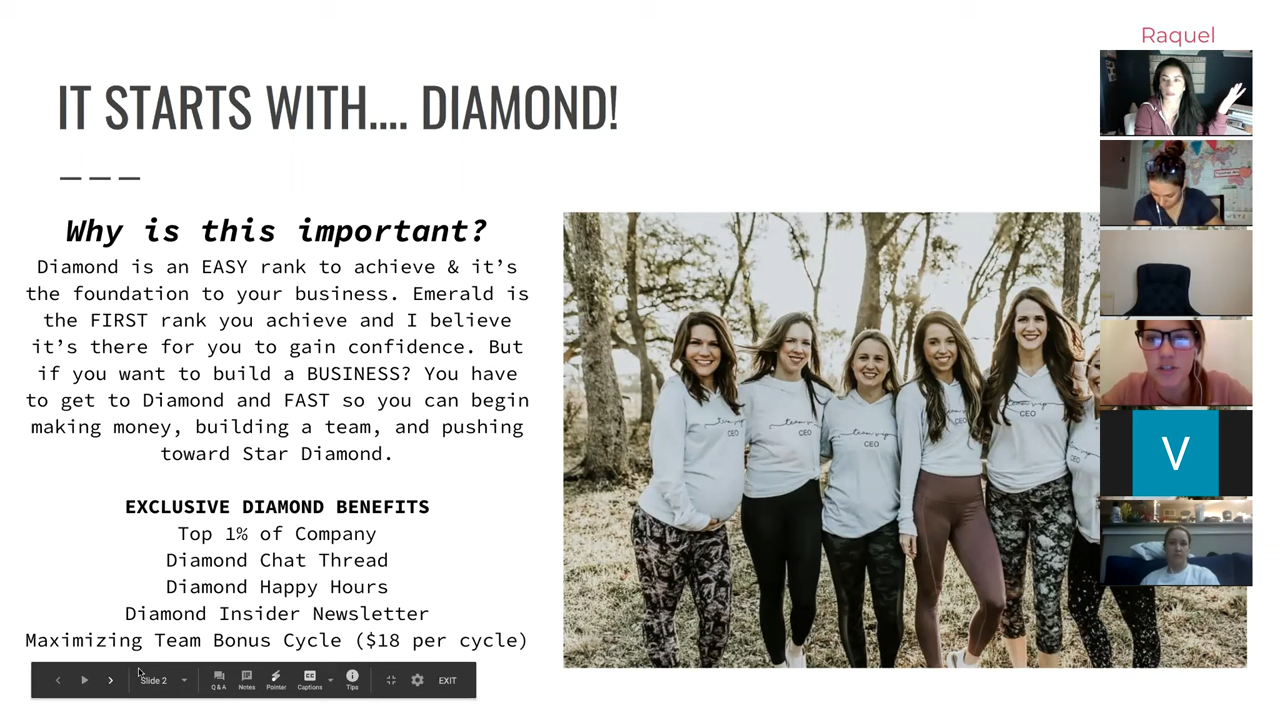 Raquel
IT STARTS WITH.... DIAMOND!
Why is this important?
Diamond is an EASY rank to achieve & it's
the foundation to your business. Emerald is
the FIRST rank you achieve and I believe
it's there for you to gain confidence. But
if you want to build a BUSINESS? You have
to get to Diamond and FAST so you can begin
making money, building a team, and pushing
toward Star Diamond.
EXCLUSIVE DIAMOND BENEFITS
Top 1% of Company
Diamond Chat Thread
Diamond Happy Hours
Diamond Insider Newsletter
Maximizing Team Bonus Cycle ($18 per cycle)
CEO
CEO
CEO
CEO
CEO
V
Slide 2
Q & A
Notes
Pointer
Captions
Tips
EXIT